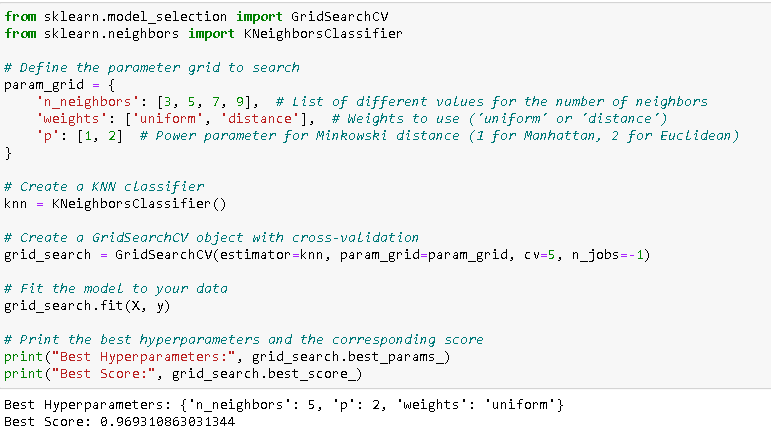 from sklearn.model_selection import GridSearchCV
from sklearn.neighbors import KNeighborsClassifier

# Define the parameter grid to search
param_grid = {
    'n_neighbors': [3, 5, 7, 9],  # List of different values for the number of neighbors
    'weights': ['uniform', 'distance'],  # Weights to use ('uniform' or 'distance')
    'p': [1, 2]  # Power parameter for Minkowski distance (1 for Manhattan, 2 for Euclidean)
}

# Create a KNN classifier
knn = KNeighborsClassifier()

# Create a GridSearchCV object with cross-validation
grid_search = GridSearchCV(estimator=knn, param_grid=param_grid, cv=5, n_jobs=-1)

# Fit the model to your data
grid_search.fit(X, y)

# Print the best hyperparameters and the corresponding score
print("Best Hyperparameters:", grid_search.best_params_)
print("Best Score:", grid_search.best_score_)

Best Hyperparameters: {'n_neighbors': 5, 'p': 2, 'weights': 'uniform'}
Best Score: 0.969310863031344